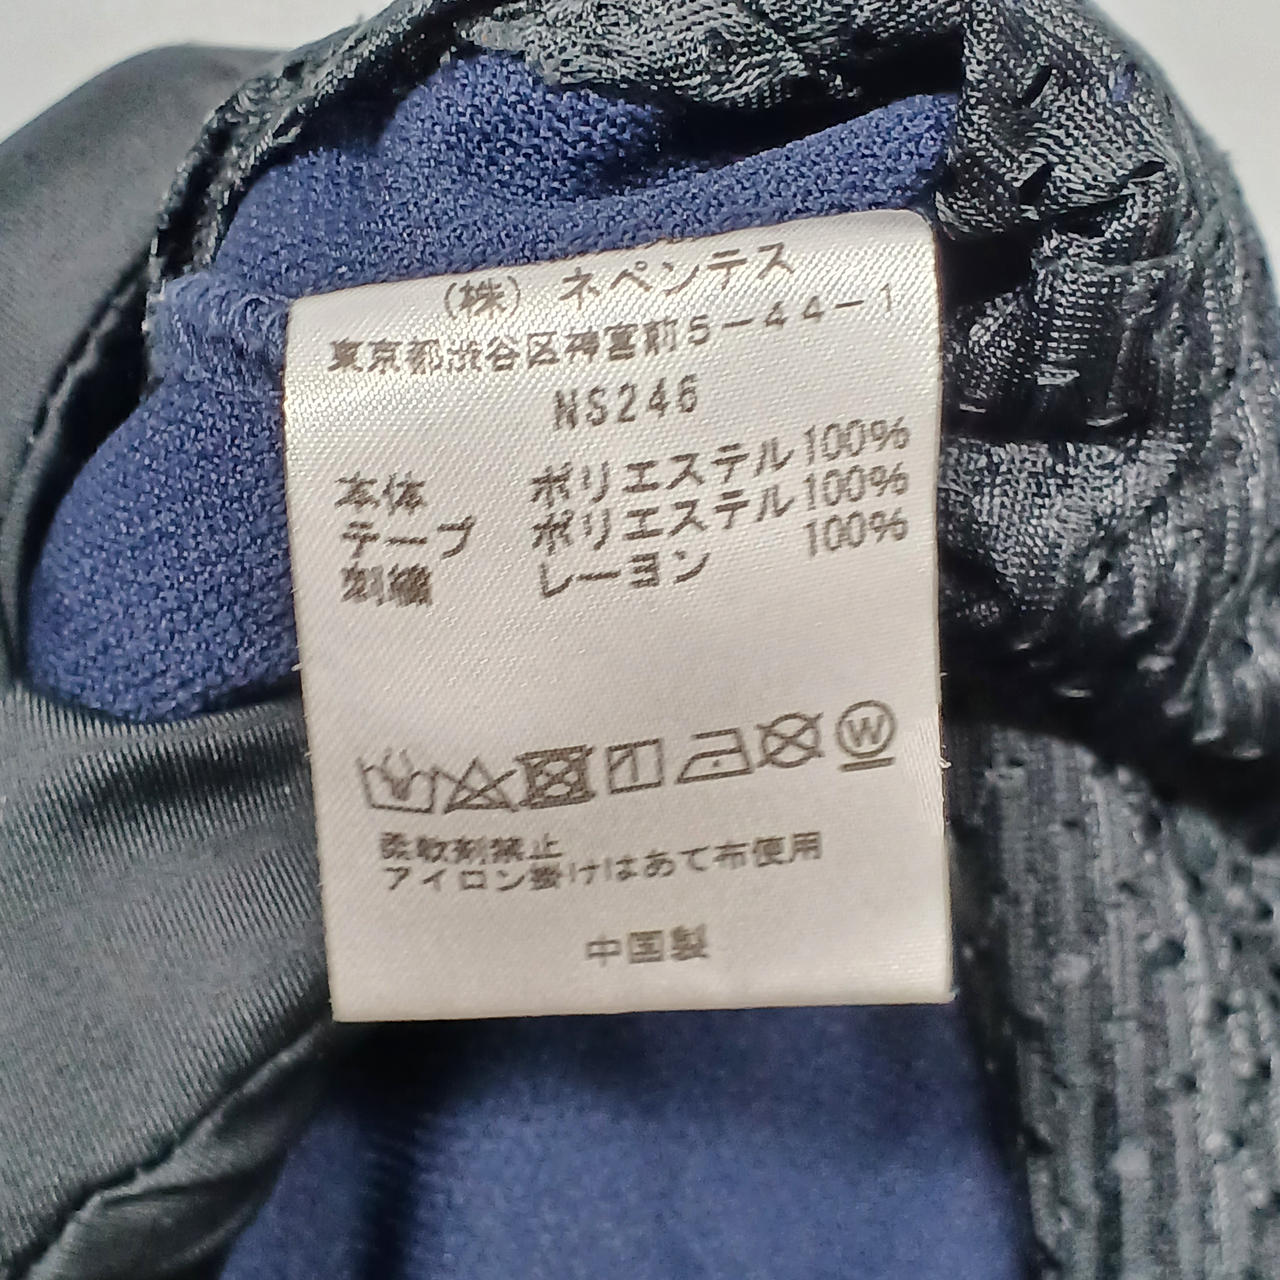 （株）ネペンテス
東京都渋谷区神宮前5－44－1
NS246
本体 ポリエステル100%
テープ ポリエステル100%
刺繍 レーヨン 100%
W
柔軟剤禁止
アイロン掛けはあて布使用
中国製